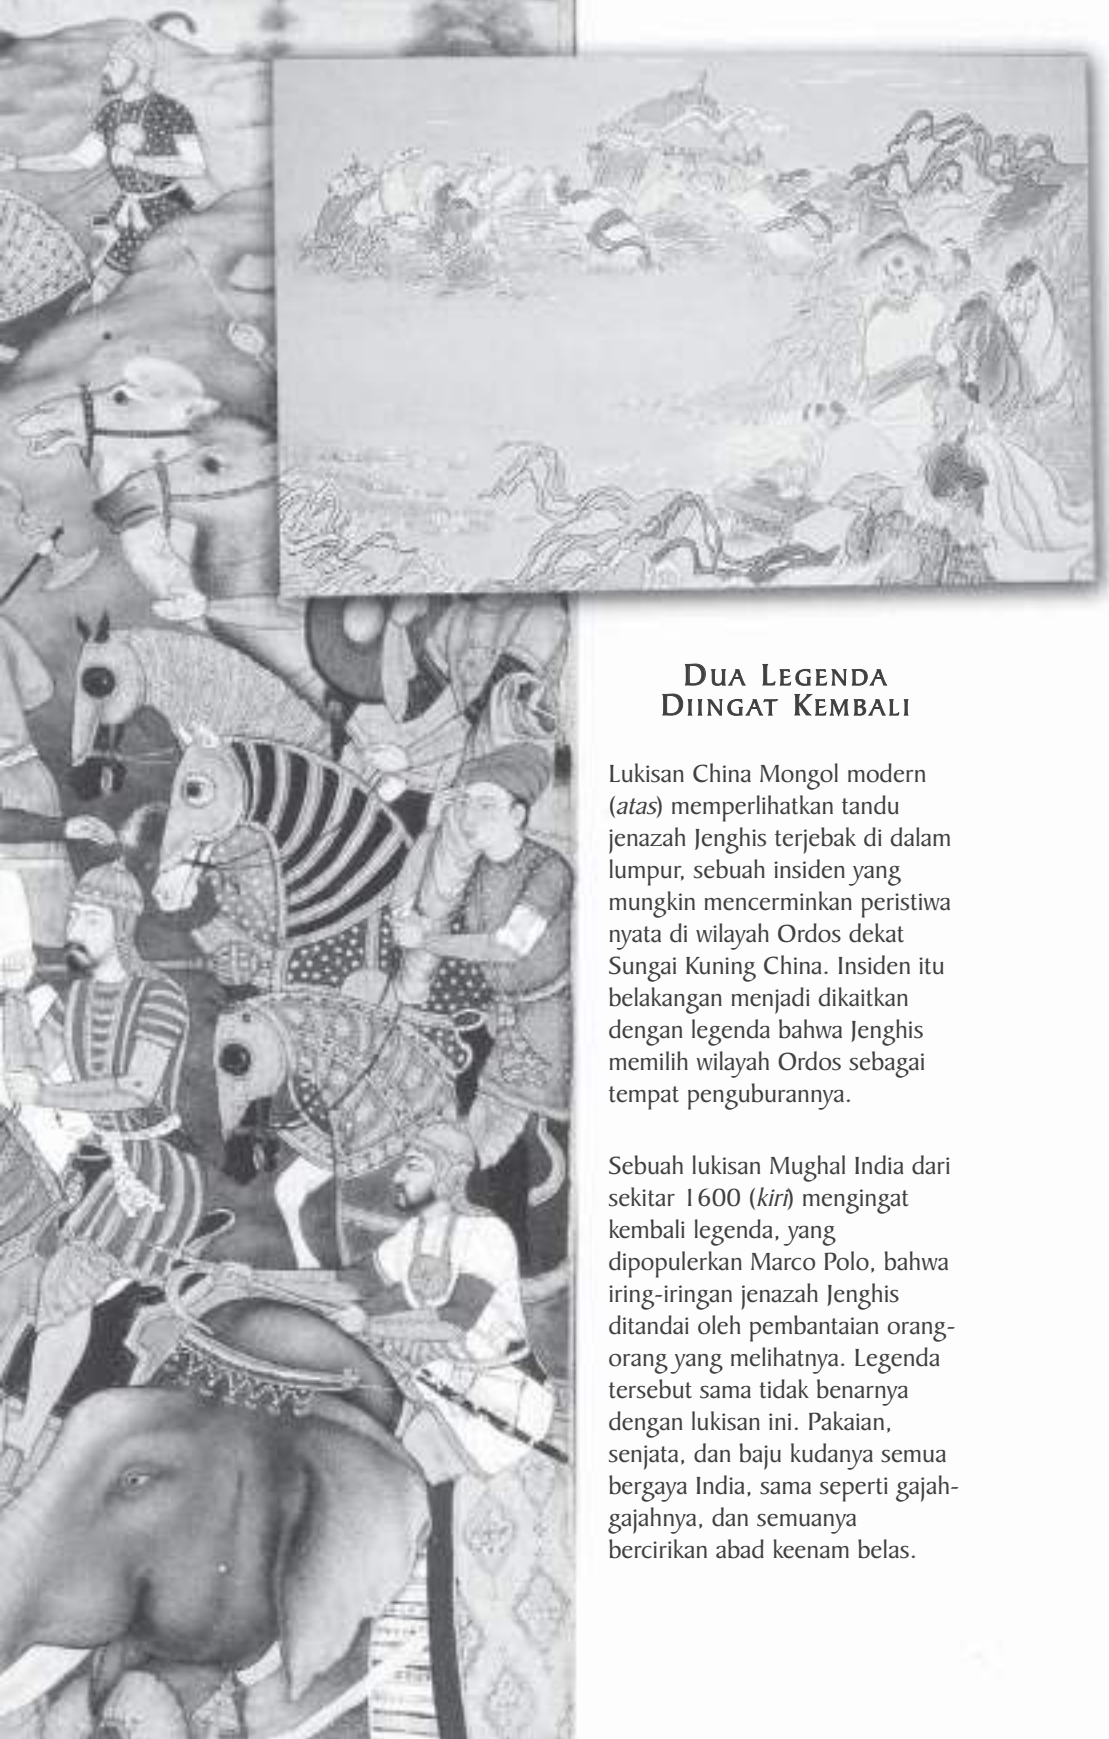 DUA LEGENDA
DIINGAT KEMBALI
Lukisan China Mongol modern
(atas) memperlihatkan tandu
jenazah Jenghis terjebak di dalam
lumpur, sebuah insiden yang
mungkin mencerminkan peristiwa
nyata di wilayah Ordos dekat
Sungai Kuning China. Insiden itu
belakangan menjadi dikaitkan
dengan legenda bahwa Jenghis
memilih wilayah Ordos sebagai
tempat penguburannya.
Sebuah lukisan Mughal India dari
sekitar 1600 (kiri) mengingat
kembali legenda, yang
dipopulerkan Marco Polo, bahwa
iring-iringan jenazah Jenghis
ditandai oleh pembantaian orang-
orang yang melihatnya. Legenda
tersebut sama tidak benarnya
dengan lukisan ini. Pakaian,
senjata, dan baju kudanya semua
bergaya India, sama seperti gajah-
gajahnya, dan semuanya
bercirikan abad keenam belas.